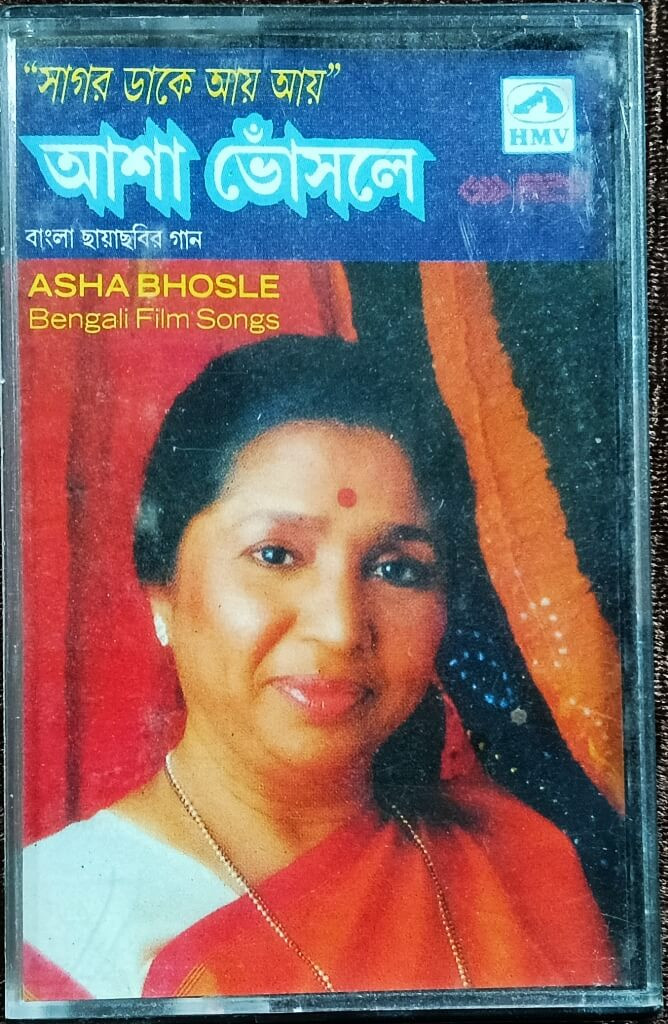 “সাগর ডাকে আয় আয়”
HMV
আশা ভোঁসলে
বাংলা ছায়াছবির গান
ASHA BHOSLE
Bengali Film Songs